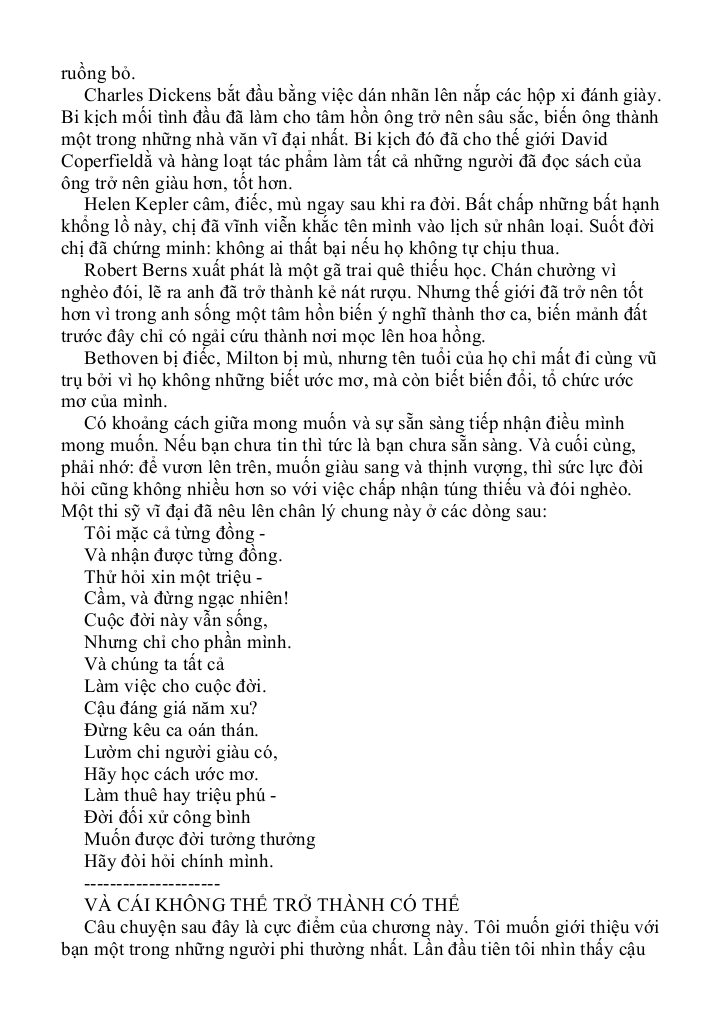 ruồng bỏ.
Charles Dickens bắt đầu bằng việc dán nhãn lên nắp các hộp xi đánh giày.
Bi kịch mối tình đầu đã làm cho tâm hồn ông trở nên sâu sắc, biến ông thành
một trong những nhà văn vĩ đại nhất. Bi kịch đó đã cho thế giới David
Coperfieldằ và hàng loạt tác phẩm làm tất cả những người đã đọc sách của
ông trở nên giàu hơn, tốt hơn.
Helen Kepler câm, điếc, mù ngay sau khi ra đời. Bất chấp những bất hạnh
khổng lồ này, chị đã vĩnh viễn khắc tên mình vào lịch sử nhân loại. Suốt đời
chị đã chứng minh: không ai thất bại nếu họ không tự chịu thua.
Robert Berns xuất phát là một gã trai quê thiếu học. Chán chường vì
nghèo đói, lẽ ra anh đã trở thành kẻ nát rượu. Nhưng thế giới đã trở nên tốt
hơn vì trong anh sống một tâm hồn biến ý nghĩ thành thơ ca, biến mảnh đất
trước đây chỉ có ngải cứu thành nơi mọc lên hoa hồng.
Bethoven bị điếc, Milton bị mù, nhưng tên tuổi của họ chỉ mất đi cùng vũ
trụ bởi vì họ không những biết ước mơ, mà còn biết biến đổi, tổ chức ước
mơ của mình.
Có khoảng cách giữa mong muốn và sự sẵn sàng tiếp nhận điều mình
mong muốn. Nếu bạn chưa tin thì tức là bạn chưa sẵn sàng. Và cuối cùng,
phải nhớ: để vươn lên trên, muốn giàu sang và thịnh vượng, thì sức lực đòi
hỏi cũng không nhiều hơn so với việc chấp nhận túng thiếu và đói nghèo.
Một thi sỹ vĩ đại đã nêu lên chân lý chung này ở các dòng sau:
Tôi mặc cả từng đồng -
Và nhận được từng đồng.
Thử hỏi xin một triệu -
Cầm, và đừng ngạc nhiên!
Cuộc đời này vẫn sống,
Nhưng chỉ cho phần mình.
Và chúng ta tất cả
Làm việc cho cuộc đời.
Cậu đáng giá năm xu?
Đừng kêu ca oán thán.
Lườm chi người giàu có,
Hãy học cách ước mơ.
Làm thuê hay triệu phú -
Đời đối xử công bình
Muốn được đời tưởng thưởng
Hãy đòi hỏi chính mình.
---------------------
VÀ CÁI KHÔNG THỂ TRỞ THÀNH CÓ THỂ
Câu chuyện sau đây là cực điểm của chương này. Tôi muốn giới thiệu với
bạn một trong những người phi thường nhất. Lần đầu tiên tôi nhìn thấy cậu